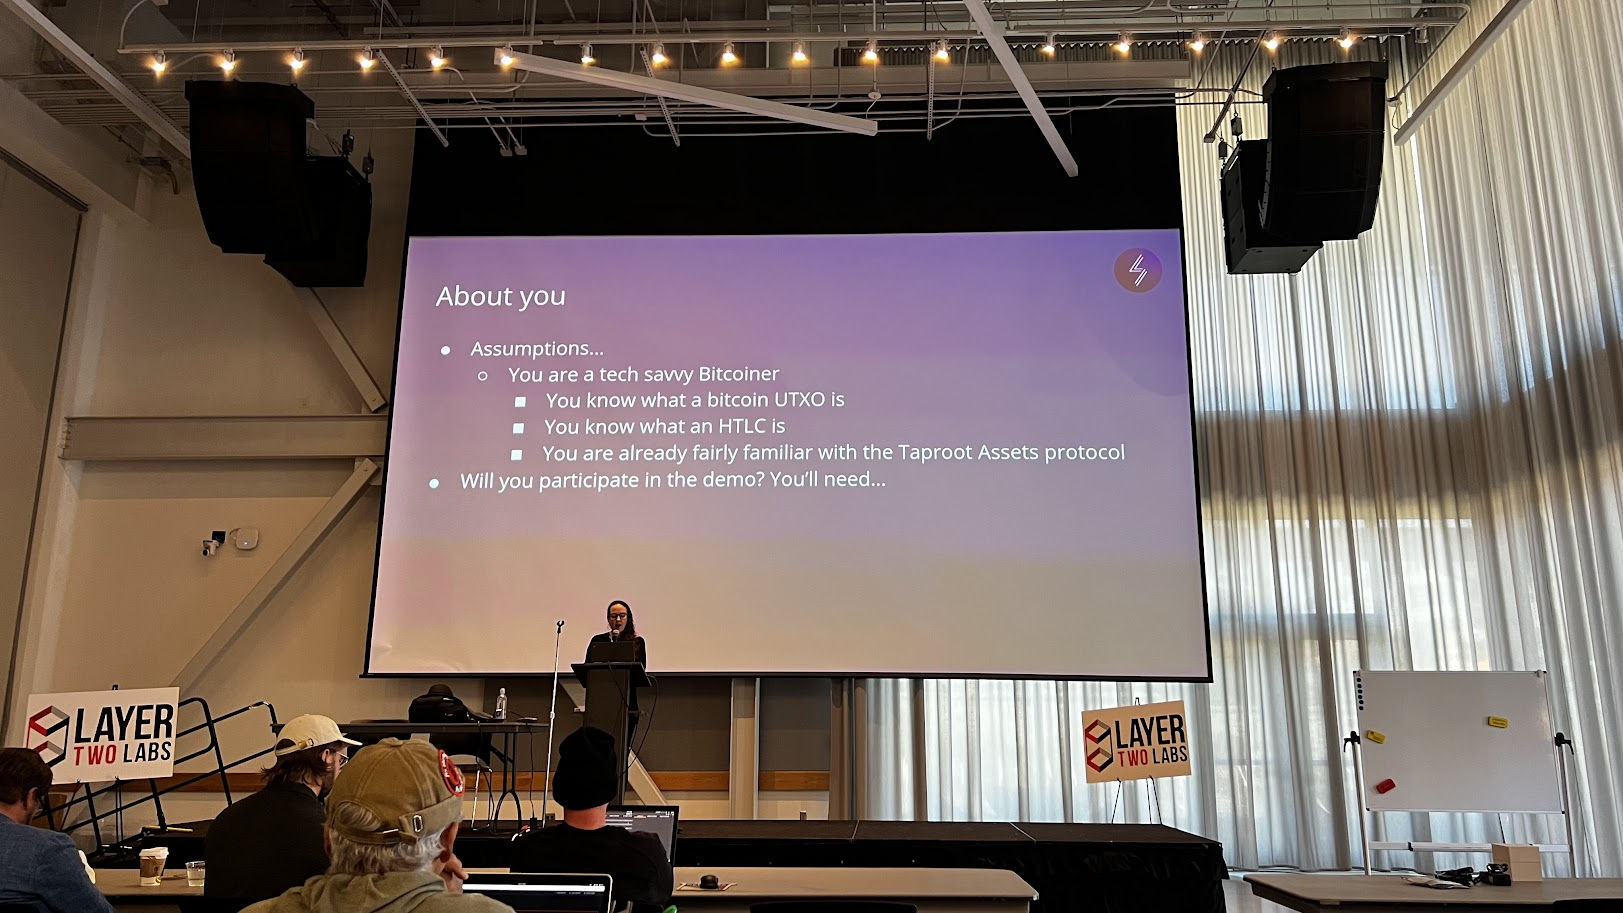 About you
Assumptions...
You are a tech savvy Bitcoiner
You know what a bitcoin UTXO is
You know what an HTLC is
You are already fairly familiar with the Taproot Assets protocol
Will you participate in the demo? You'll need...
LAYER
TWO LABS
LAYER
TWO LABS